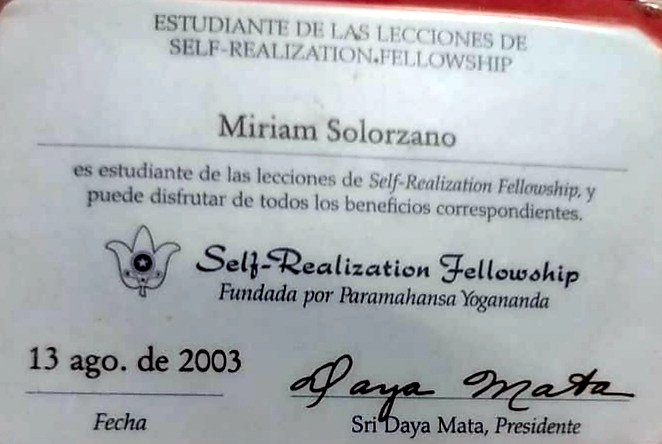 ESTUDIANTE DE LAS LECCIONES DE
SELF-REALIZATION FELLOWSHIP
Miriam Solorzano
es estudiante de las lecciones de Self-Realization Fellowship, y
puede disfrutar de todos los beneficios correspondientes.
Self-Realization Fellowship
Fundada por Paramahansa Yogananda
13 ago. de 2003
Daya Mata
Fecha
Sri Daya Mata, Presidente